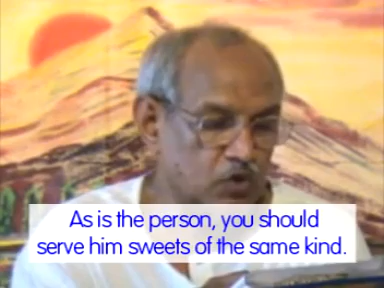 As is the person, you should
serve him sweets of the same kind.